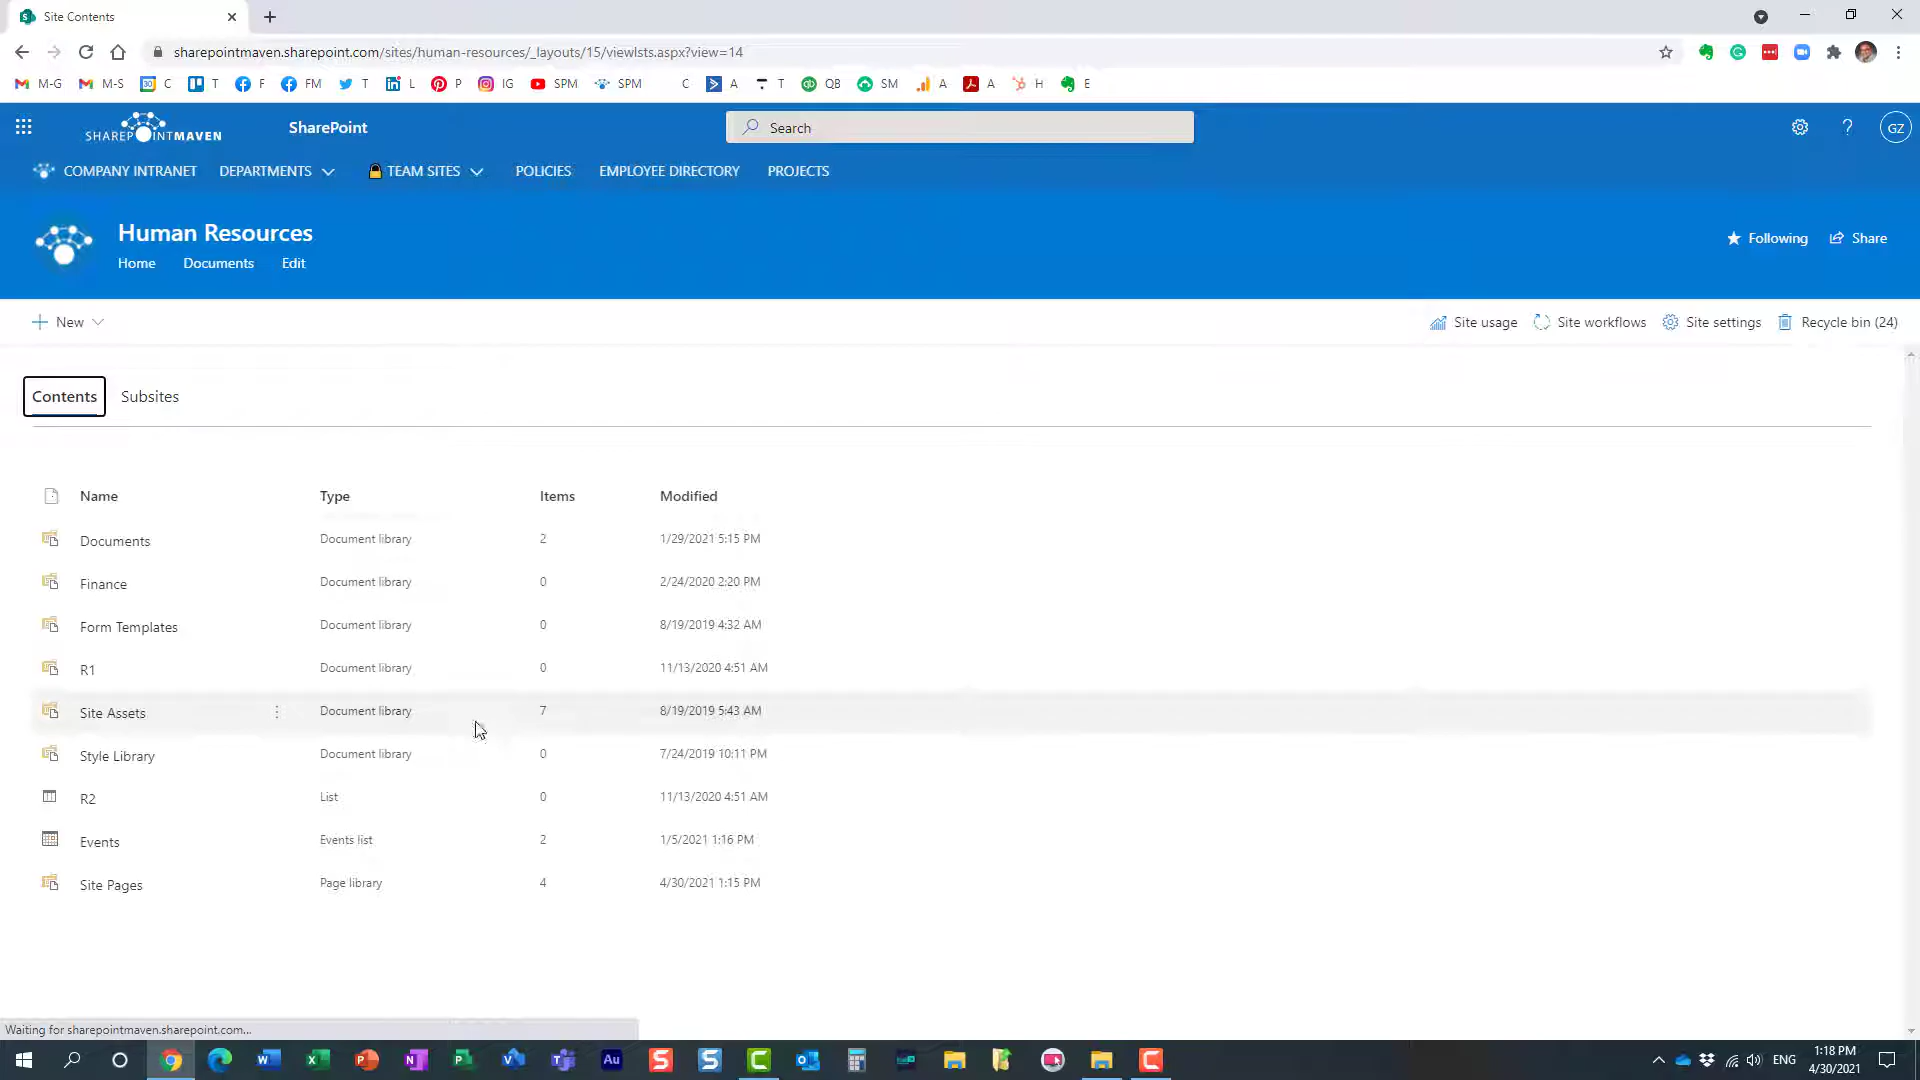 Site Contents
sharepointmaven.sharepoint.com/sites/human-resources/_layouts/15/viewlsts.aspx?view=14
M-G M-S C T F FM T L P IG SPM SPM C A T QB SM A A H E
SHAREPOINTMAVEN SharePoint Search ? GZ
COMPANY INTRANET DEPARTMENTS TEAM SITES POLICIES EMPLOYEE DIRECTORY PROJECTS
Human Resources
Following Share
Home Documents Edit
New Site usage Site workflows Site settings Recycle bin (24)
Contents Subsites
Name Type Items Modified
Documents Document library 2 1/29/2021 5:15 PM
Finance Document library 0 2/24/2020 2:20 PM
Form Templates Document library 0 8/19/2019 4:32 AM
R1 Document library 0 11/13/2020 4:51 AM
Site Assets Document library 7 8/19/2019 5:43 AM
Style Library Document library 0 7/24/2019 10:11 PM
R2 List 0 11/13/2020 4:51 AM
Events Events list 2 1/5/2021 1:16 PM
Site Pages Page library 4 4/30/2021 1:15 PM
Waiting for sharepointmaven.sharepoint.com...
ENG 1:18 PM
4/30/2021